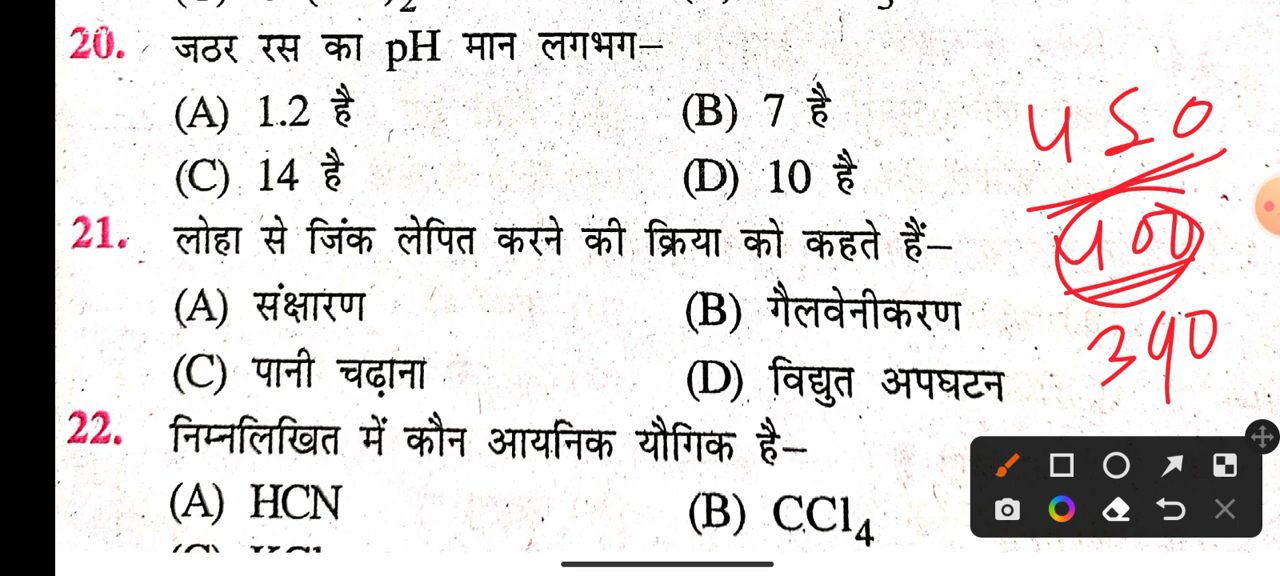 20. जठर रस का pH मान लगभग–
(A) 1.2 है (B) 7 है
(C) 14 है (D) 10 है
21. लोहा से जिंक लेपित करने की क्रिया को कहते हैं–
(A) संक्षारण (B) गैलवेनीकरण
(C) पानी चढ़ाना (D) विद्युत अपघटन
22. निम्नलिखित में कौन आयनिक यौगिक है–
(A) HCN (B) CCl4
450
400
390